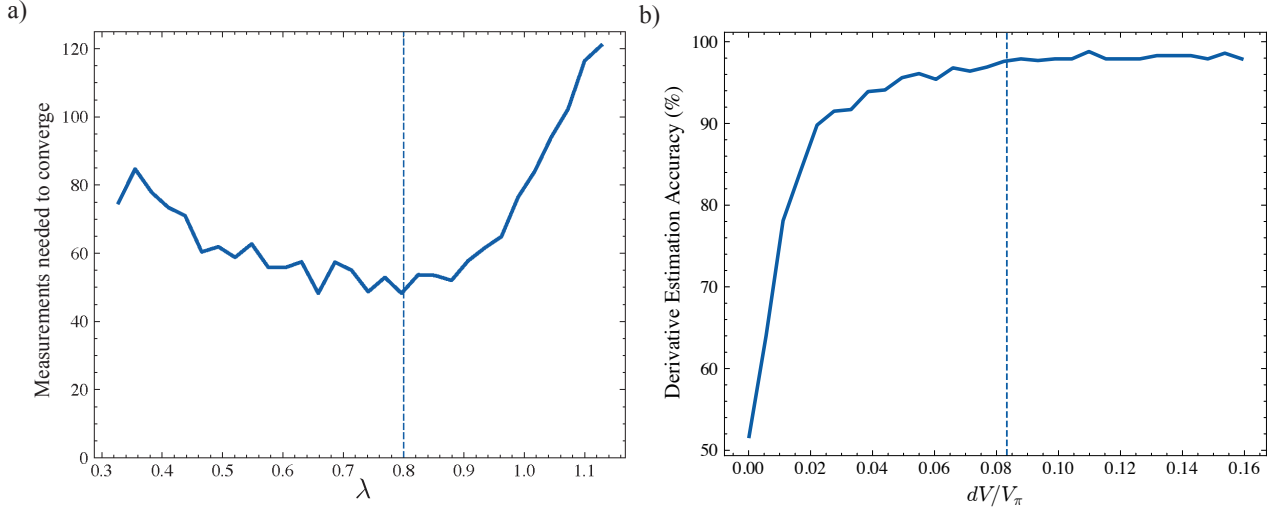 a)
Measurements needed to converge
120
100
80
60
40
20
0
0.3 0.4 0.5 0.6 0.7 0.8 0.9 1.0 1.1
λ
b)
Derivative Estimation Accuracy (%)
100
90
80
70
60
50
0.00 0.02 0.04 0.06 0.08 0.10 0.12 0.14 0.16
dV/V_π